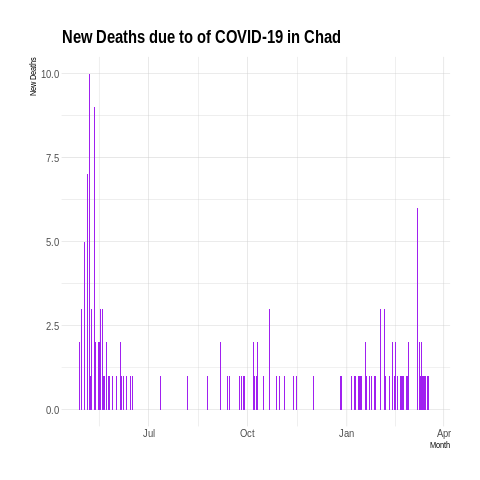 New Deaths due to of COVID-19 in Chad
New Deaths
10.0
7.5
5.0
2.5
0.0
Jul Oct Jan Apr
Month